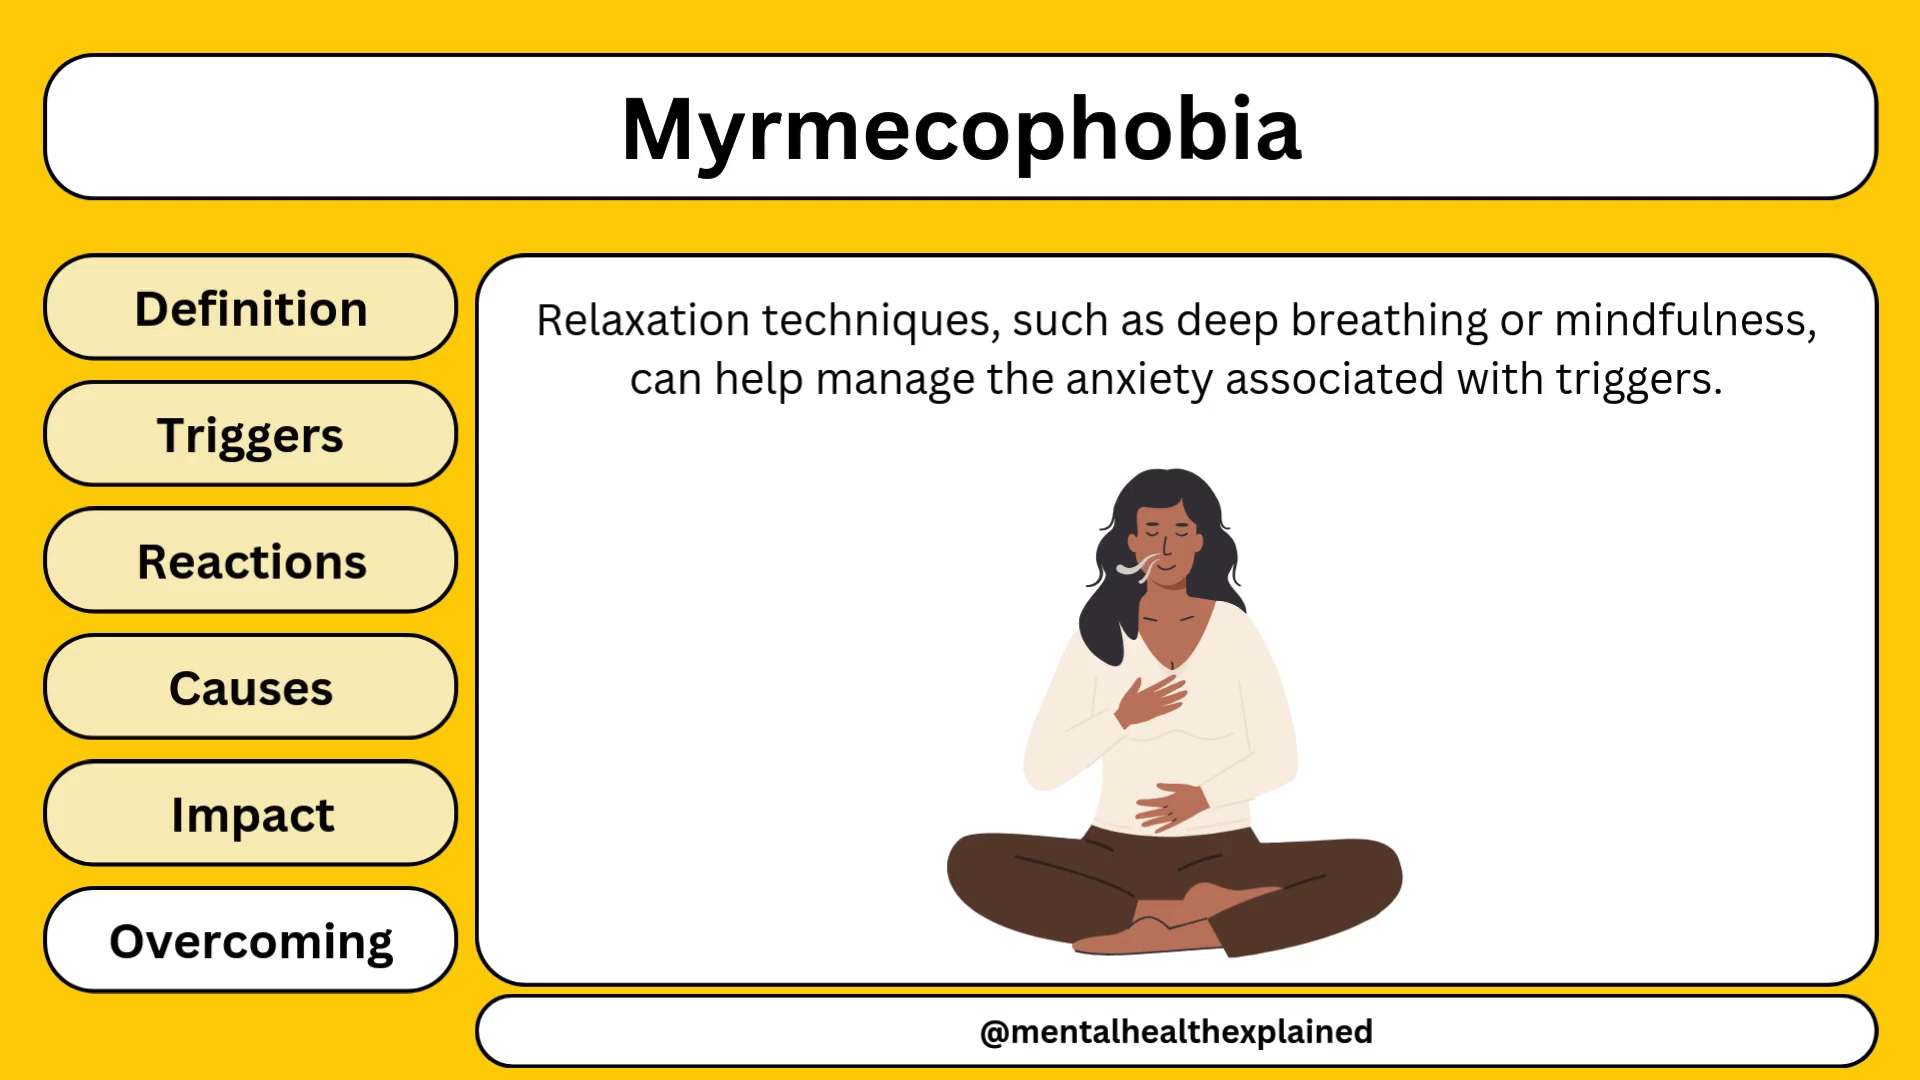 Myrmecophobia
Definition
Triggers
Reactions
Causes
Impact
Overcoming
Relaxation techniques, such as deep breathing or mindfulness,
can help manage the anxiety associated with triggers.
@mentalhealthexplained